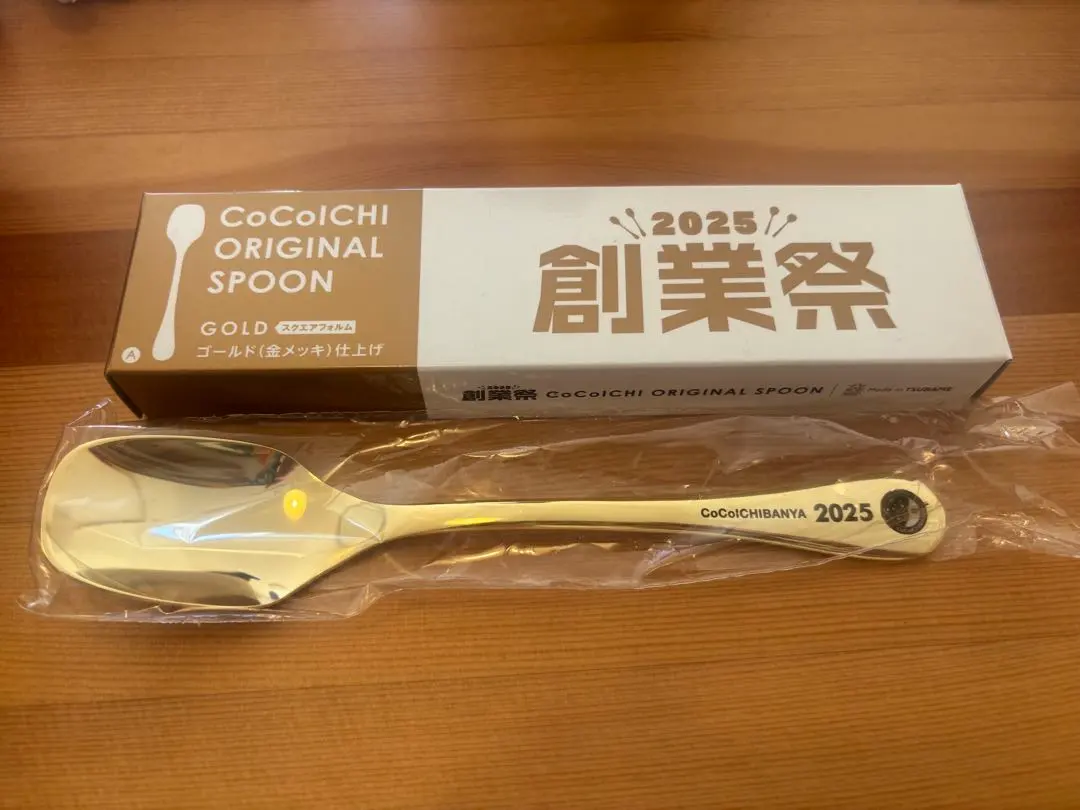 CoCoICHI
ORIGINAL
SPOON
GOLD スクエアフォルム
ゴールド(金メッキ)仕上げ
A
2025
創業祭
2025
創業祭 CoCoICHI ORIGINAL SPOON Made in TSUBAME
CoCoICHIBANYA 2025